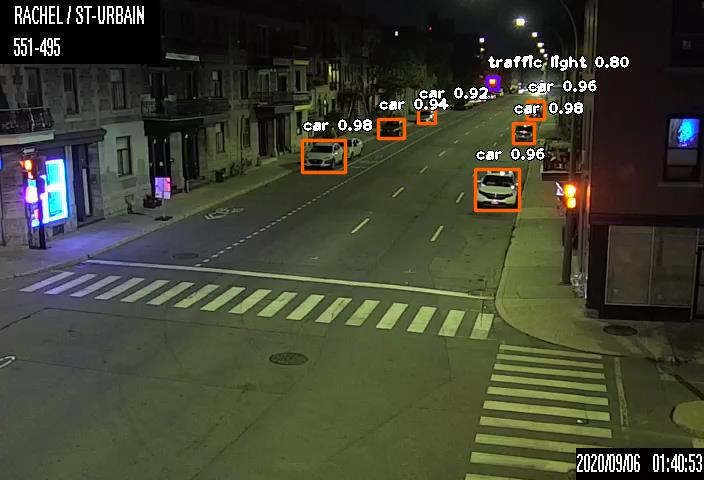 RACHEL / ST-URBAIN
551-495
traffic light 0.80
car 0.96
car 0.92
car 0.94
car 0.98
car 0.98
car 0.96
2020/09/06 01:40:53